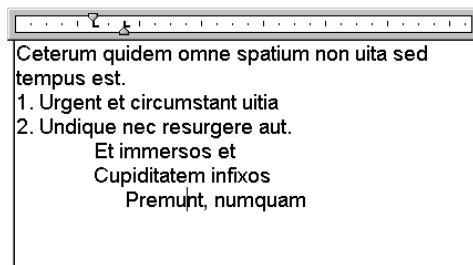 Ceterum quidem omne spatium non uita sed
tempus est.
1. Urgent et circumstant uitia
2. Undique nec resurgere aut.
Et immersos et
Cupiditatem infixos
Premunt, numquam